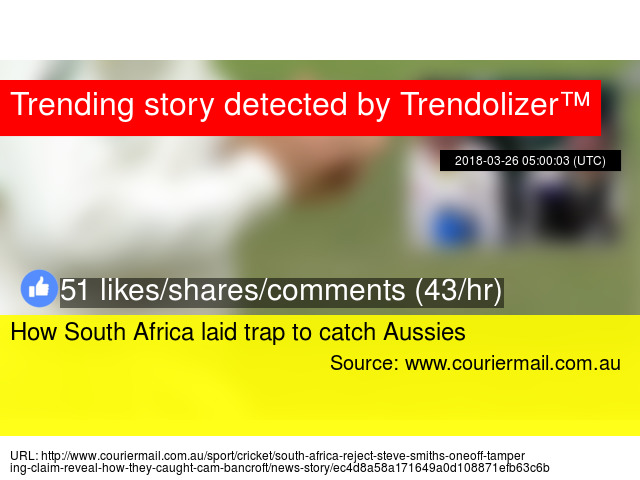 Trending story detected by Trendolizer™
2018-03-26 05:00:03 (UTC)
51 likes/shares/comments (43/hr)
How South Africa laid trap to catch Aussies
Source: www.couriermail.com.au
URL: http://www.couriermail.com.au/sport/cricket/south-africa-reject-steve-smiths-oneoff-tamper
ing-claim-reveal-how-they-caught-cam-bancroft/news-story/ec4d8a58a171649a0d108871efb63c6b